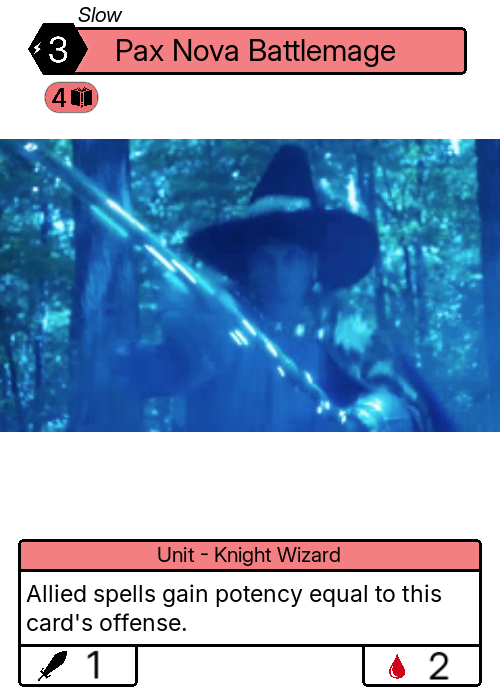 Slow
3
Pax Nova Battlemage
4
Unit - Knight Wizard
Allied spells gain potency equal to this
card's offense.
1
2